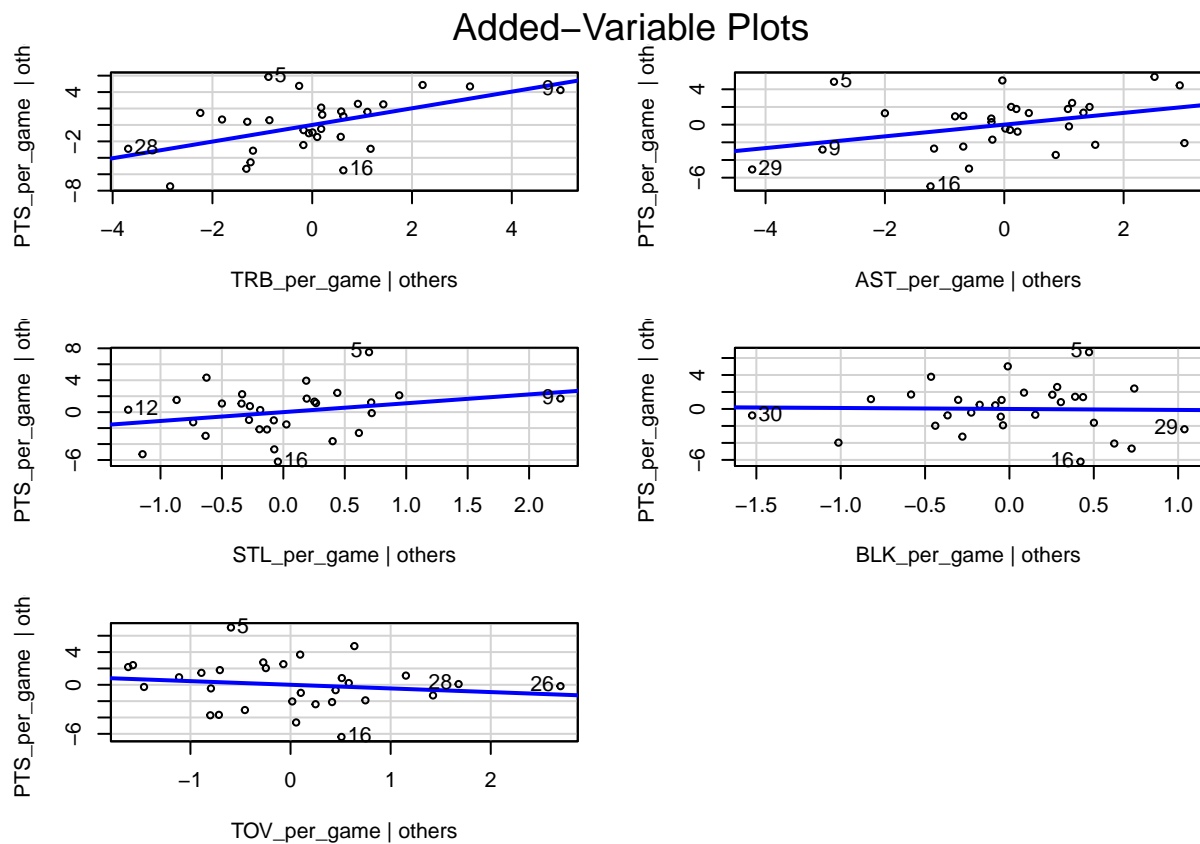 Added−Variable Plots
PTS_per_game | oth
−8 −2 4
5
9
28
16
−4 −2 0 2 4
TRB_per_game | others
PTS_per_game | oth
−6 0 4
5
9
29
16
−4 −2 0 2
AST_per_game | others
PTS_per_game | oth
−6 0 4 8
5
9
12
16
−1.0 −0.5 0.0 0.5 1.0 1.5 2.0
STL_per_game | others
PTS_per_game | oth
−6 0 4
5
30
29
16
−1.5 −1.0 −0.5 0.0 0.5 1.0
BLK_per_game | others
PTS_per_game | oth
−6 0 4
5
28
26
16
−1 0 1 2
TOV_per_game | others